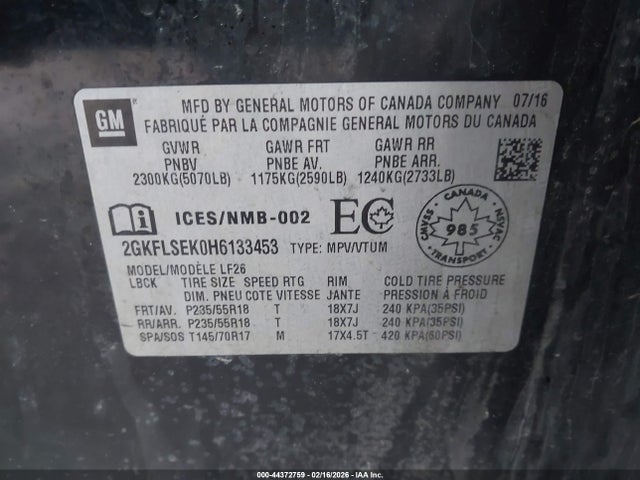 GM
MFD BY GENERAL MOTORS OF CANADA COMPANY 07/16
FABRIQUÉ PAR LA COMPAGNIE GENERAL MOTORS DU CANADA
GVWR GAWR FRT GAWR RR
PNBV PNBE AV. PNBE ARR.
2300KG(5070LB) 1175KG(2590LB) 1240KG(2733LB)
i ICES/NMB-002 EC
CANADA
CMVSS 985 NSVAC
TRANSPORT
2GKFLSEK0H6133453 TYPE: MPV/VTUM
MODEL/MODÈLE LF26
LBCK TIRE SIZE SPEED RTG RIM COLD TIRE PRESSURE
DIM. PNEU COTE VITESSE JANTE PRESSION À FROID
FRT/AV. P235/55R18 T 18X7J 240 KPA(35PSI)
RR/ARR. P235/55R18 T 18X7J 240 KPA(35PSI)
SPA/SOS T145/70R17 M 17X4.5T 420 KPA(60PSI)
000-44372759 - 02/16/2026 - IAA Inc.